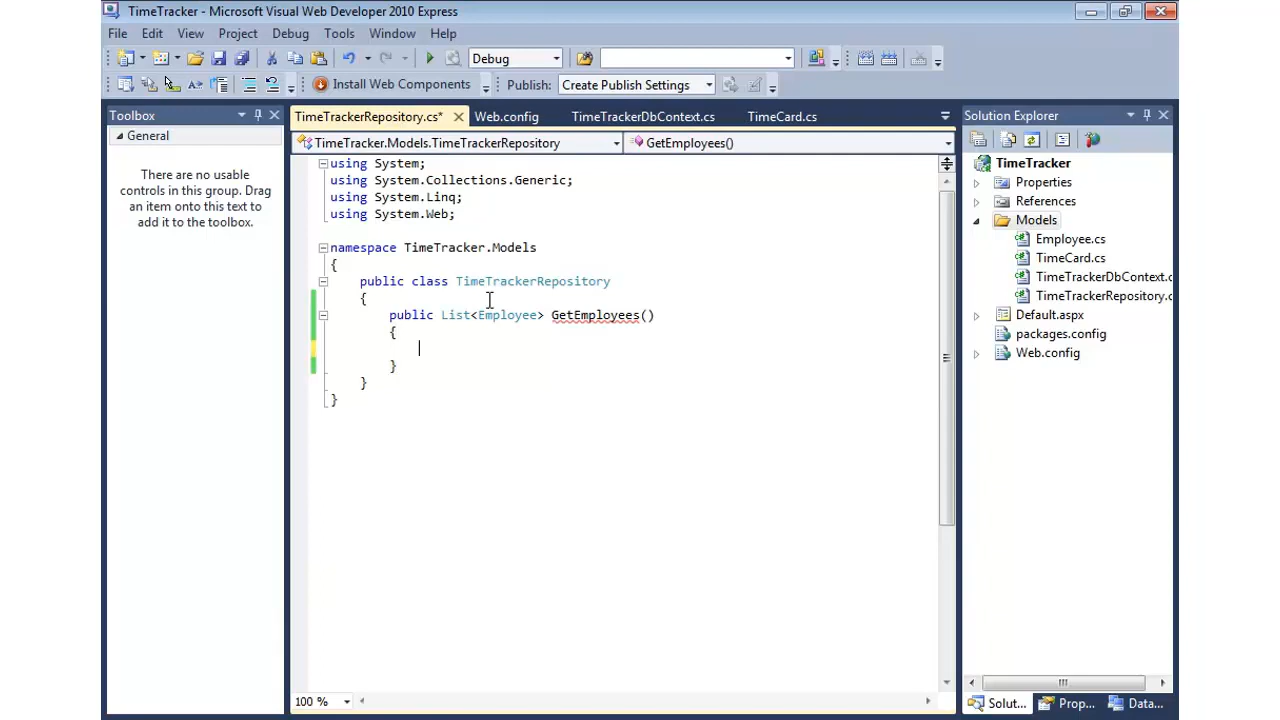 TimeTracker - Microsoft Visual Web Developer 2010 Express
File Edit View Project Debug Tools Window Help
Debug
Install Web Components Publish: Create Publish Settings
Toolbox
General
There are no usable
controls in this group. Drag
an item onto this text to
add it to the toolbox.
TimeTrackerRepository.cs* Web.config TimeTrackerDbContext.cs TimeCard.cs
TimeTracker.Models.TimeTrackerRepository GetEmployees()
using System;
using System.Collections.Generic;
using System.Linq;
using System.Web;
namespace TimeTracker.Models
{
public class TimeTrackerRepository
{
public List<Employee> GetEmployees()
{
}
}
}
100 %
Solution Explorer
TimeTracker
Properties
References
Models
Employee.cs
TimeCard.cs
TimeTrackerDbContext.c
TimeTrackerRepository.c
Default.aspx
packages.config
Web.config
Solut... Prop... Data...